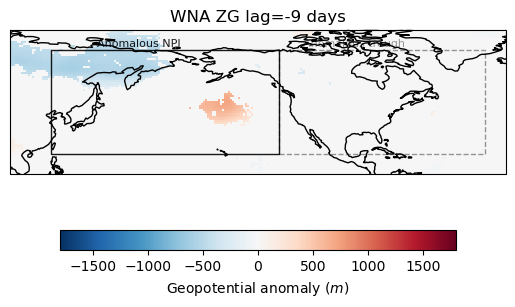 WNA ZG lag=-9 days
Anomalous NPJ
−1500 −1000 −500 0 500 1000 1500
Geopotential anomaly (m)